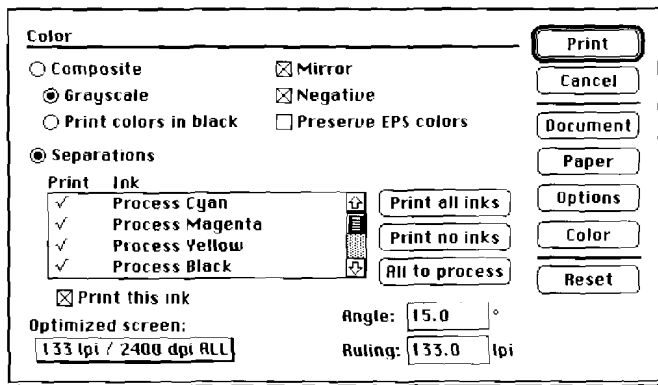 Color
Print
Composite
Mirror
Cancel
Grayscale
Negative
Print colors in black
Preserve EPS colors
Document
Separations
Paper
Print Ink
Process Cyan
Print all inks
Options
Process Magenta
Process Yellow
Print no inks
Color
Process Black
All to process
Reset
Print this ink
Optimized screen:
Angle: 15.0 °
133 lpi / 2400 dpi ALL
Ruling: 133.0 lpi